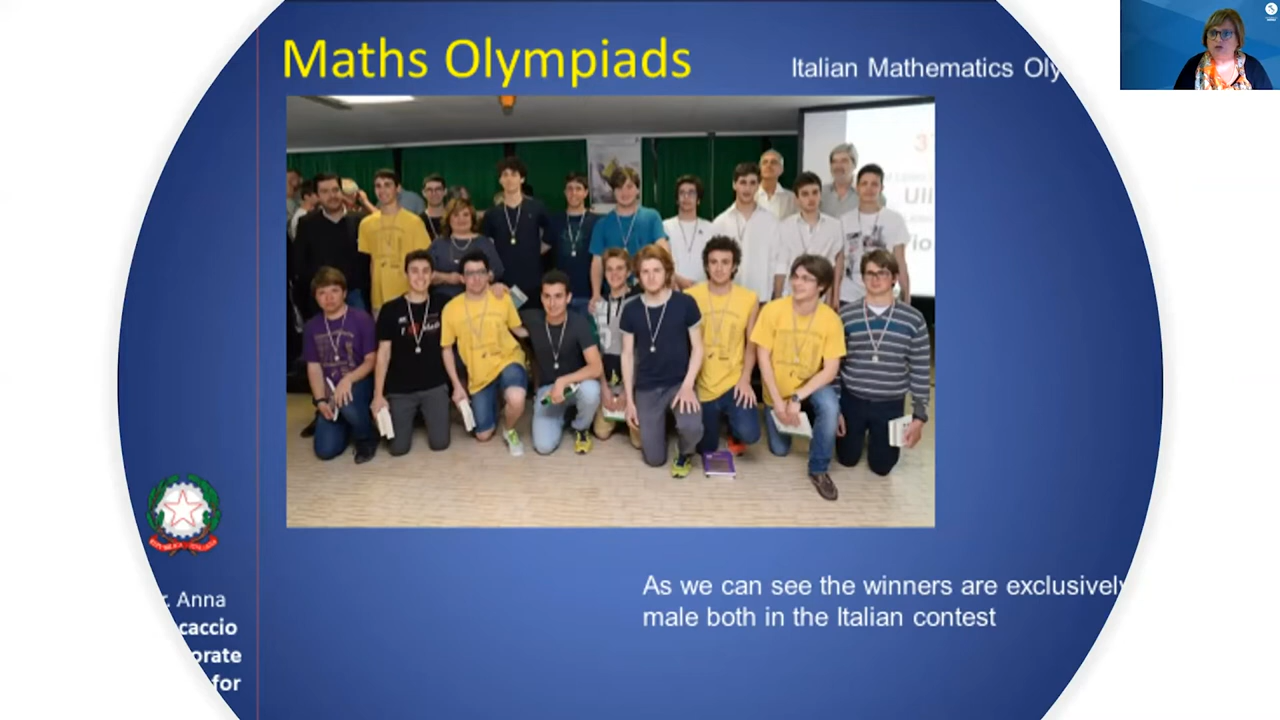 Maths Olympiads
Italian Mathematics Oly
As we can see the winners are exclusively
male both in the Italian contest
Anna
caccio
orate
for